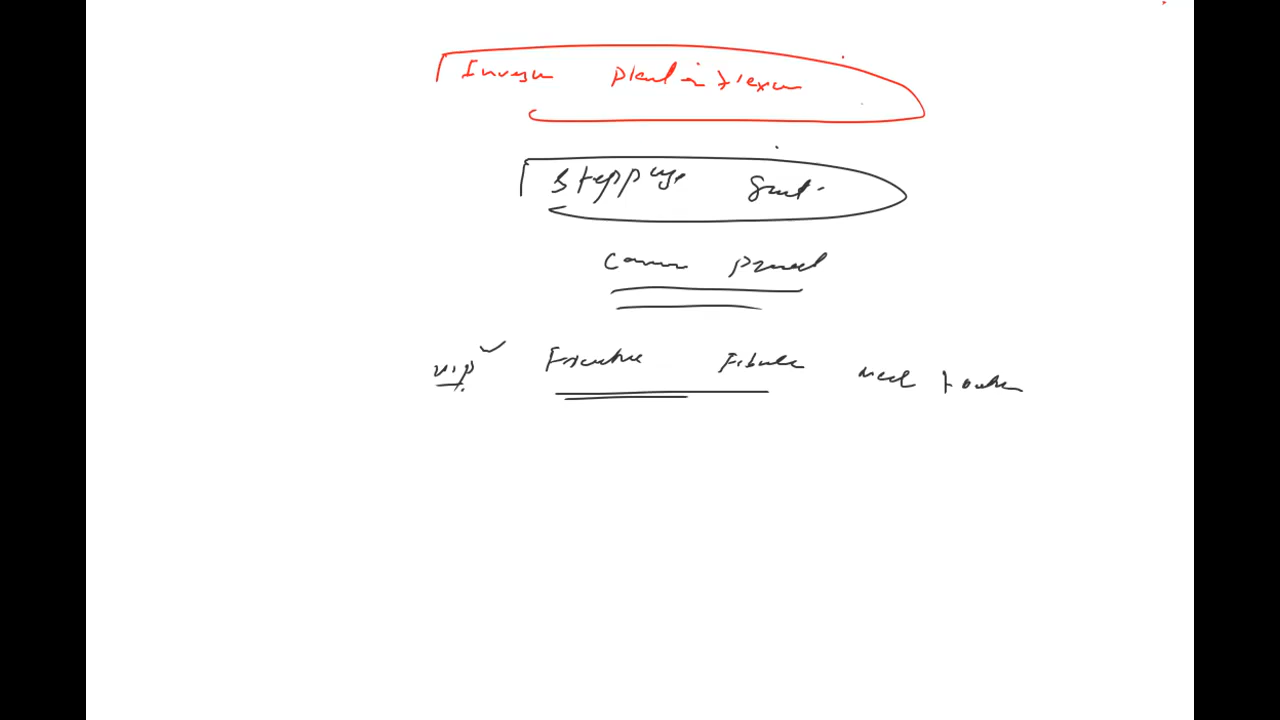 Inversion Plantar flexion
Steppage Gait
Common Peroneal
V.I.P Fracture Fibula neck